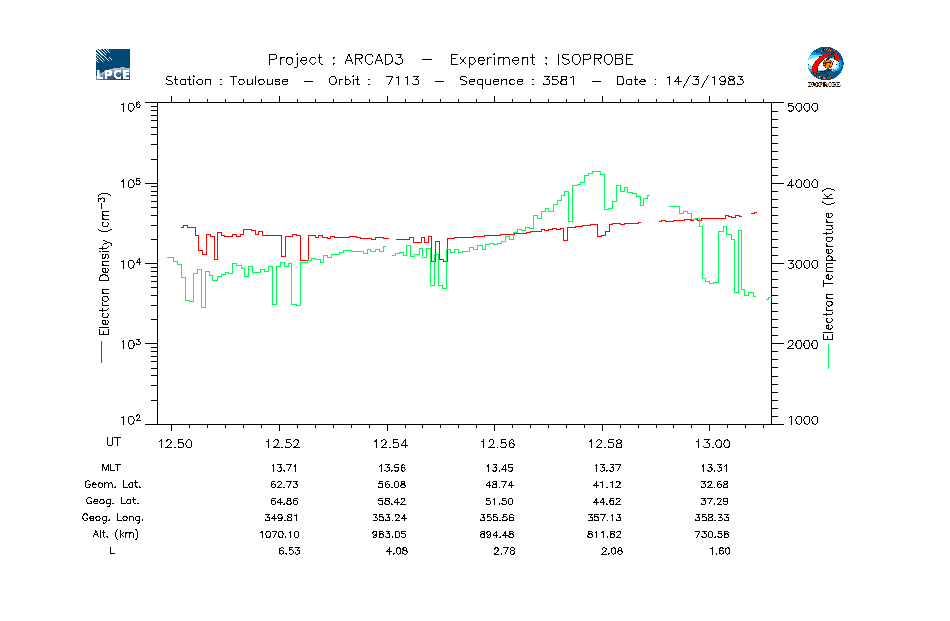 LPCE
Project : ARCAD3 — Experiment : ISOPROBE
Station : Toulouse — Orbit : 7113 — Sequence : 3581 — Date : 14/3/1983
ISOPROBE
10⁶ 5000
10⁵ 4000
10⁴ 3000
10³ 2000
10² 1000
— Electron Density (cm⁻³)
— Electron Temperature (K)
UT 12.50 12.52 12.54 12.56 12.58 13.00
MLT 13.71 13.56 13.45 13.37 13.31
Geom. Lat. 62.73 56.08 48.74 41.12 32.68
Geog. Lat. 64.86 58.42 51.50 44.62 37.29
Geog. Long. 349.81 353.24 355.56 357.13 358.33
Alt. (km) 1070.10 983.05 894.48 811.82 730.58
L 6.53 4.08 2.78 2.08 1.60